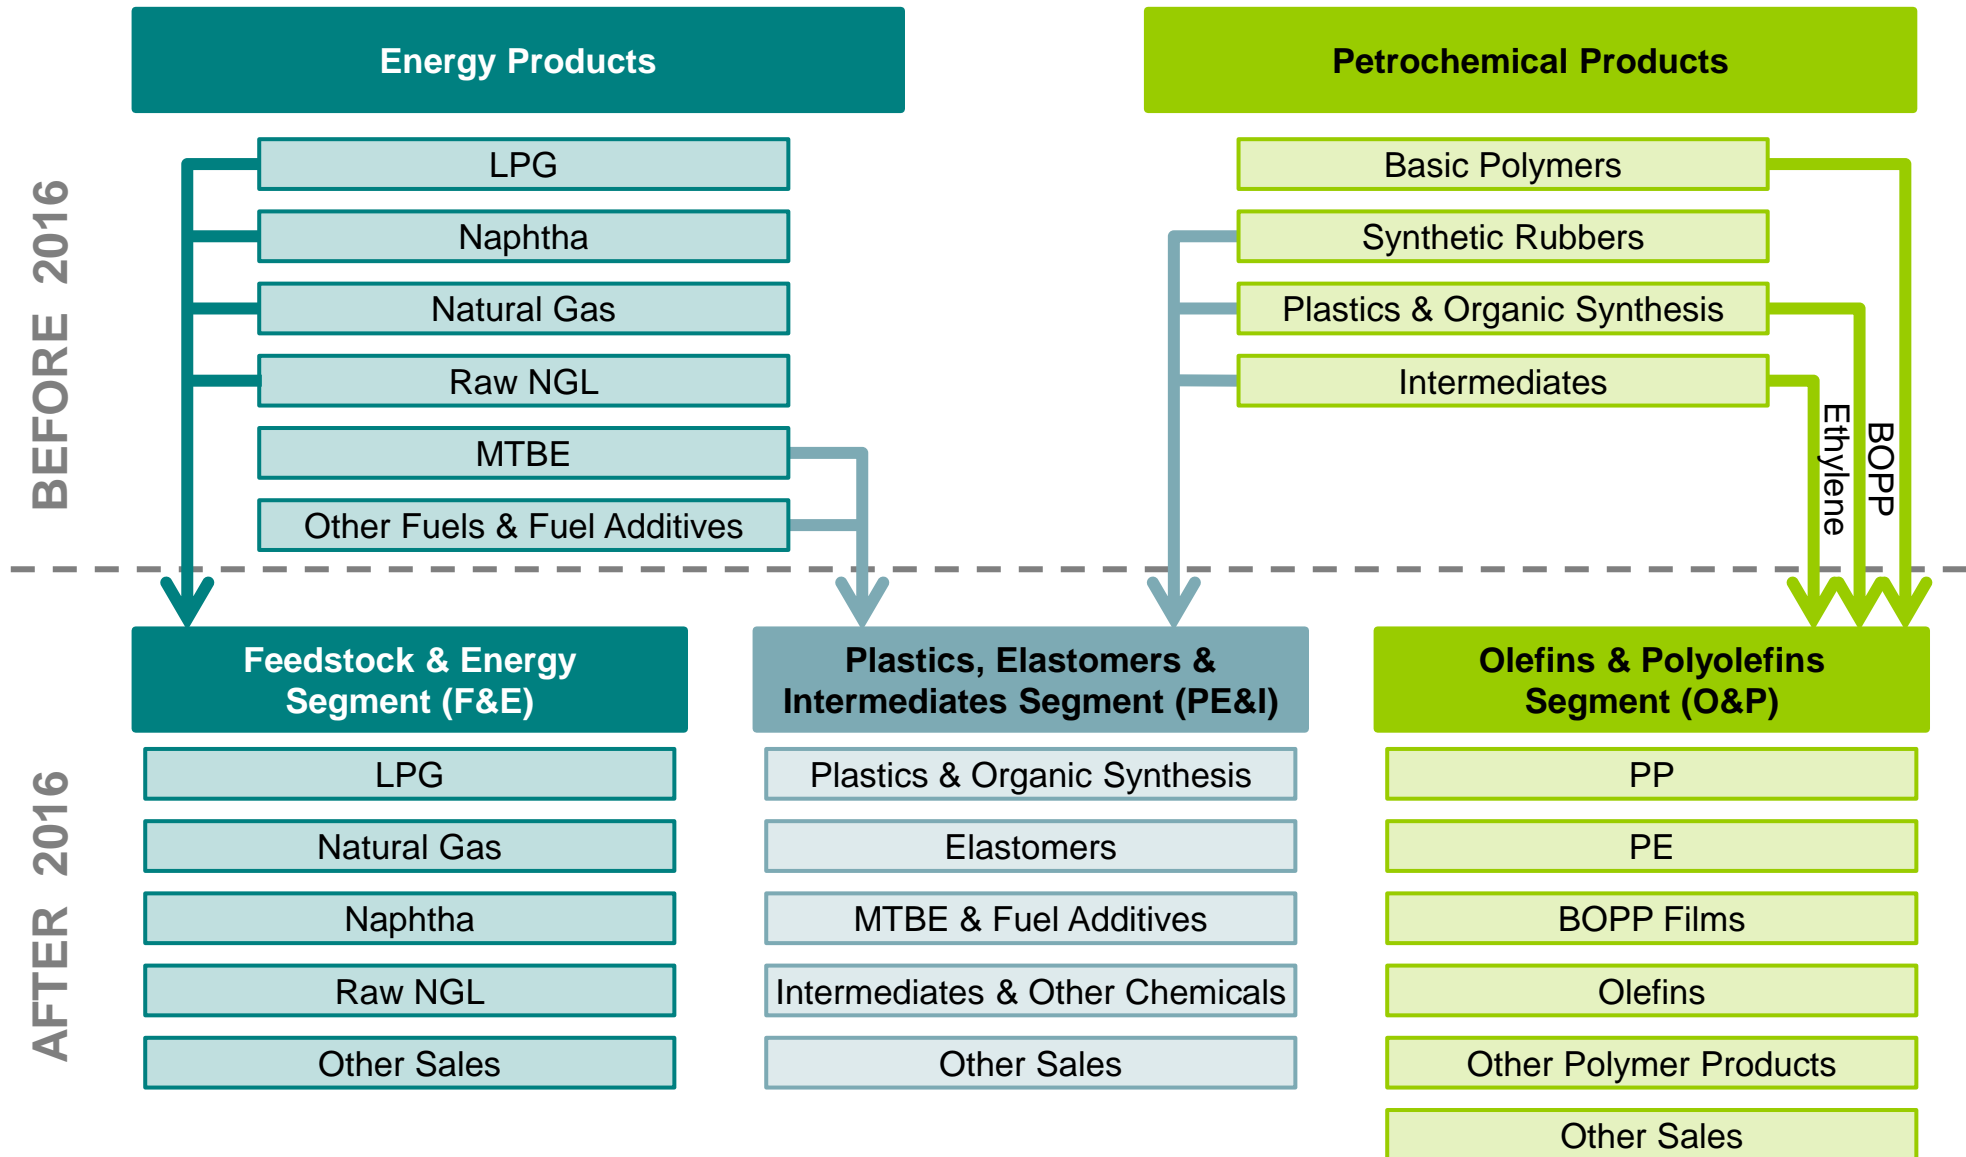 Energy Products
Petrochemical Products
BEFORE 2016
LPG
Naphtha
Natural Gas
Raw NGL
MTBE
Other Fuels & Fuel Additives
Basic Polymers
Synthetic Rubbers
Plastics & Organic Synthesis
Intermediates
Ethylene
BOPP
AFTER 2016
Feedstock & Energy
Segment (F&E)
LPG
Natural Gas
Naphtha
Raw NGL
Other Sales
Plastics, Elastomers &
Intermediates Segment (PE&I)
Plastics & Organic Synthesis
Elastomers
MTBE & Fuel Additives
Intermediates & Other Chemicals
Other Sales
Olefins & Polyolefins
Segment (O&P)
PP
PE
BOPP Films
Olefins
Other Polymer Products
Other Sales